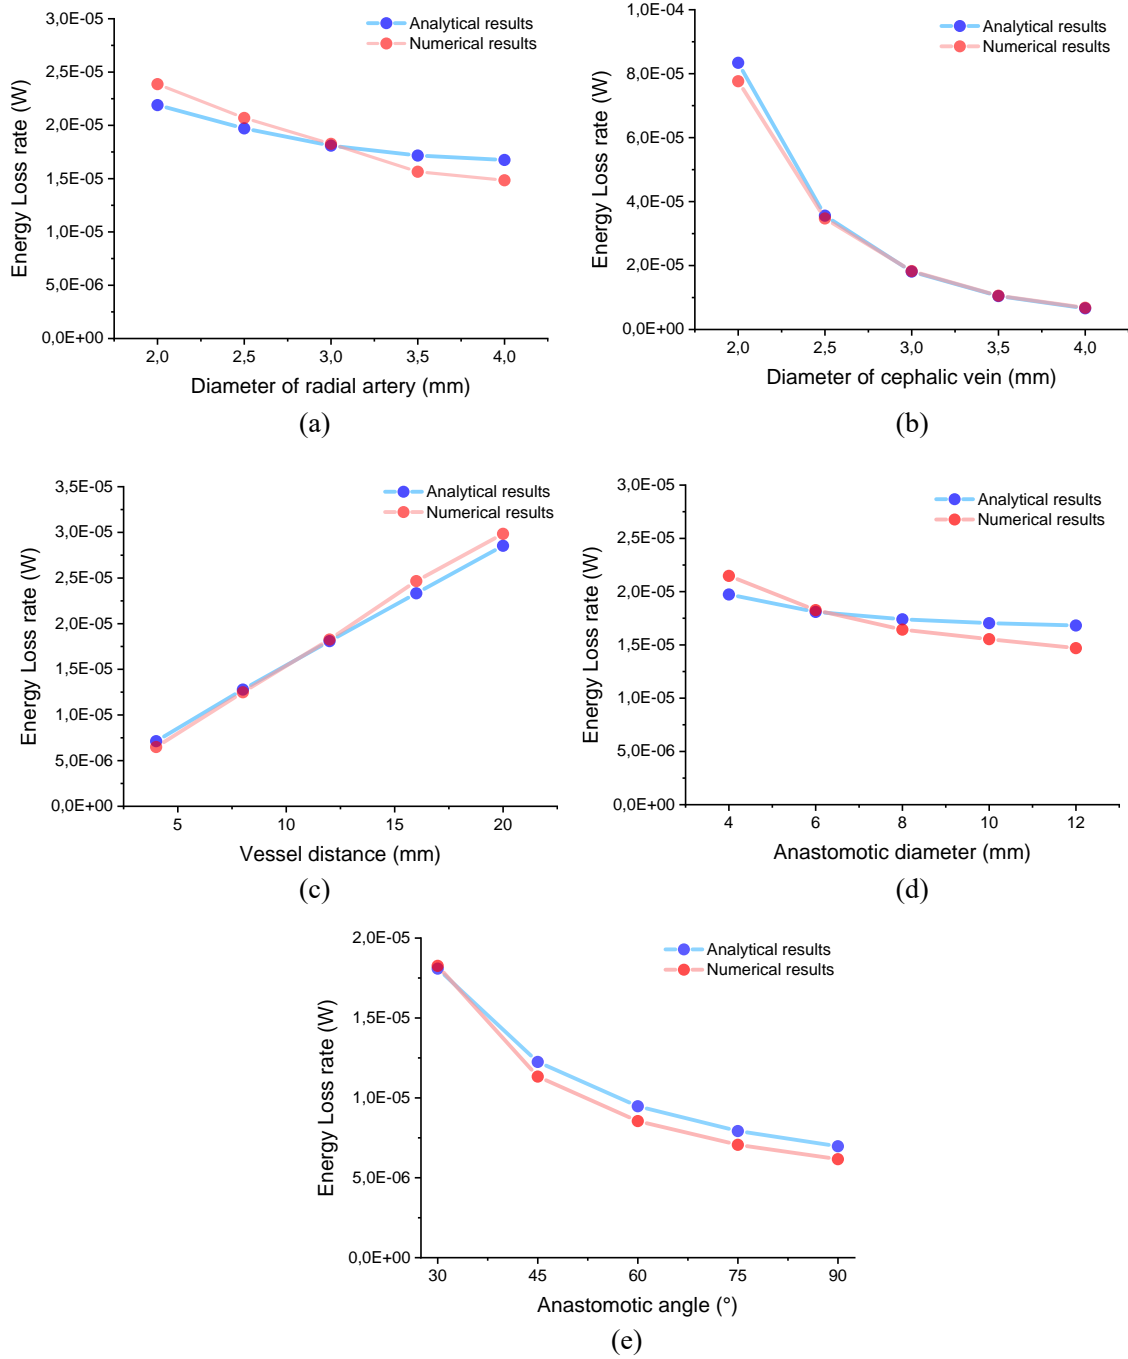 3,0E-05
2,5E-05
2,0E-05
1,5E-05
1,0E-05
5,0E-06
0,0E+00
Energy Loss rate (W)
Analytical results
Numerical results
2,0 2,5 3,0 3,5 4,0
Diameter of radial artery (mm)
(a)
1,0E-04
8,0E-05
6,0E-05
4,0E-05
2,0E-05
0,0E+00
Energy Loss rate (W)
Analytical results
Numerical results
2,0 2,5 3,0 3,5 4,0
Diameter of cephalic vein (mm)
(b)
3,5E-05
3,0E-05
2,5E-05
2,0E-05
1,5E-05
1,0E-05
5,0E-06
0,0E+00
Energy Loss rate (W)
Analytical results
Numerical results
5 10 15 20
Vessel distance (mm)
(c)
3,0E-05
2,5E-05
2,0E-05
1,5E-05
1,0E-05
5,0E-06
0,0E+00
Energy Loss rate (W)
Analytical results
Numerical results
4 6 8 10 12
Anastomotic diameter (mm)
(d)
2,0E-05
1,5E-05
1,0E-05
5,0E-06
0,0E+00
Energy Loss rate (W)
Analytical results
Numerical results
30 45 60 75 90
Anastomotic angle (°)
(e)